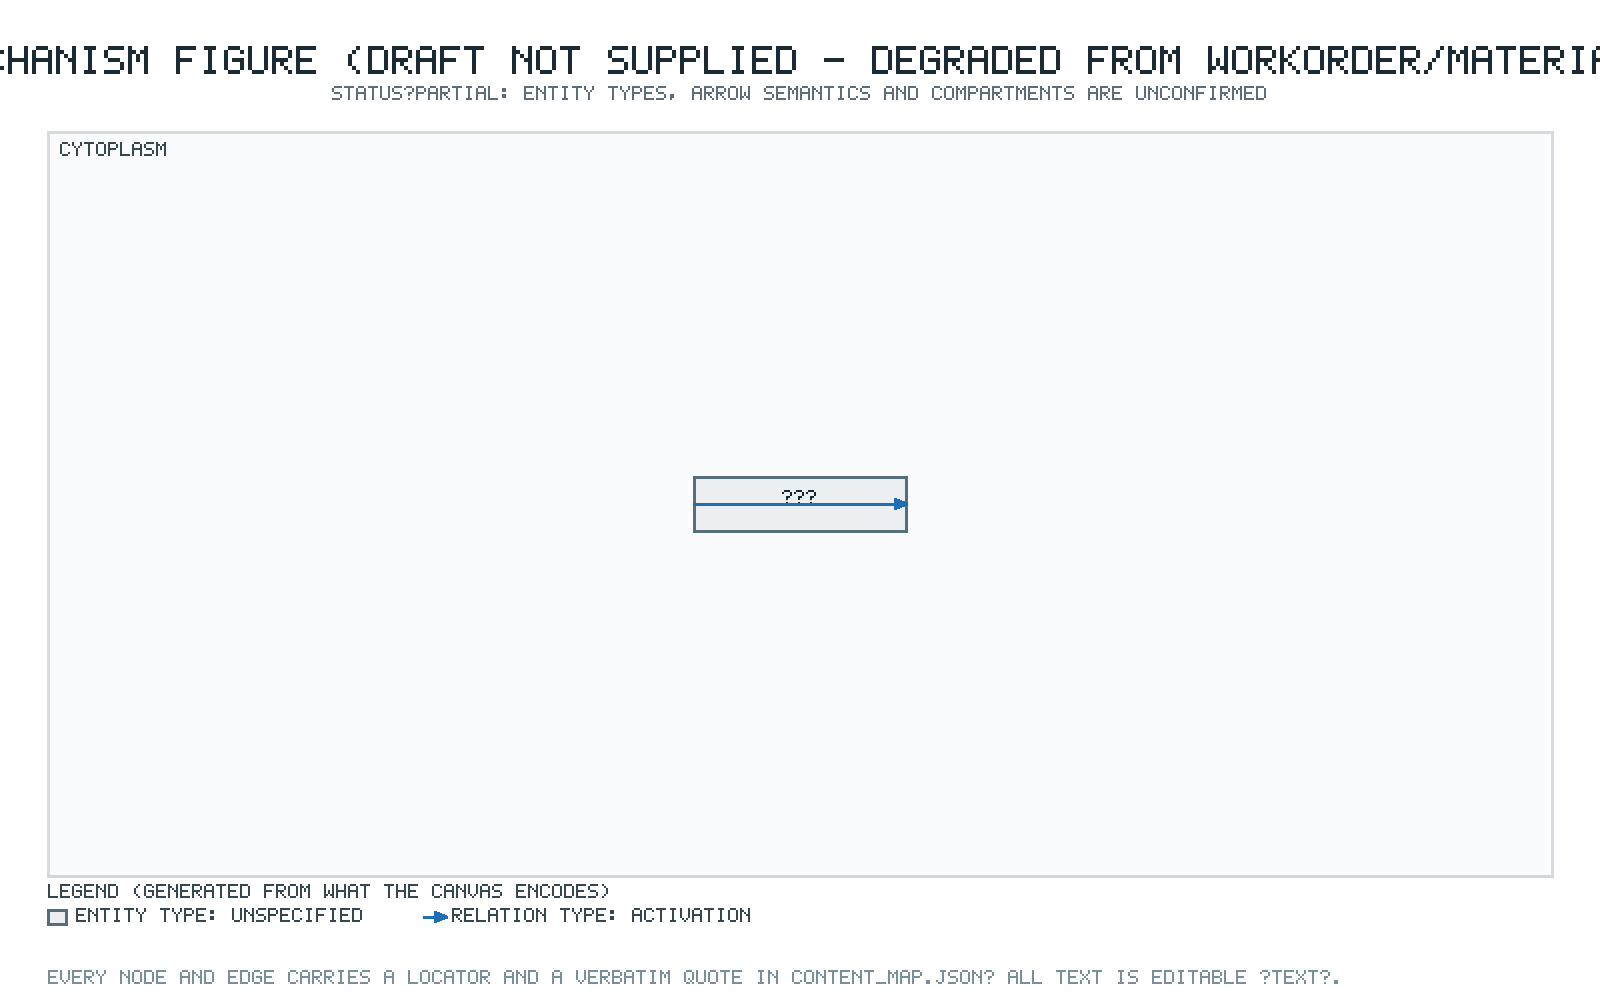 HANISM FIGURE (DRAFT NOT SUPPLIED - DEGRADED FROM WORKORDER/MATERI
STATUS?PARTIAL: ENTITY TYPES, ARROW SEMANTICS AND COMPARTMENTS ARE UNCONFIRMED
CYTOPLASM
???
LEGEND (GENERATED FROM WHAT THE CANVAS ENCODES)
ENTITY TYPE: UNSPECIFIED
RELATION TYPE: ACTIVATION
EVERY NODE AND EDGE CARRIES A LOCATOR AND A VERBATIM QUOTE IN CONTENT_MAP.JSON? ALL TEXT IS EDITABLE ?TEXT?.